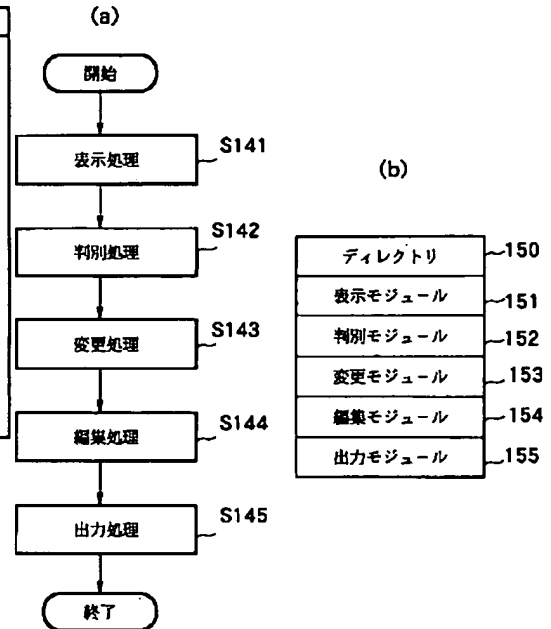 (a)
開始
表示処理
S141
判別処理
S142
変更処理
S143
編集処理
S144
出力処理
S145
終了
(b)
ディレクトリ
150
表示モジュール
151
判別モジュール
152
変更モジュール
153
編集モジュール
154
出力モジュール
155